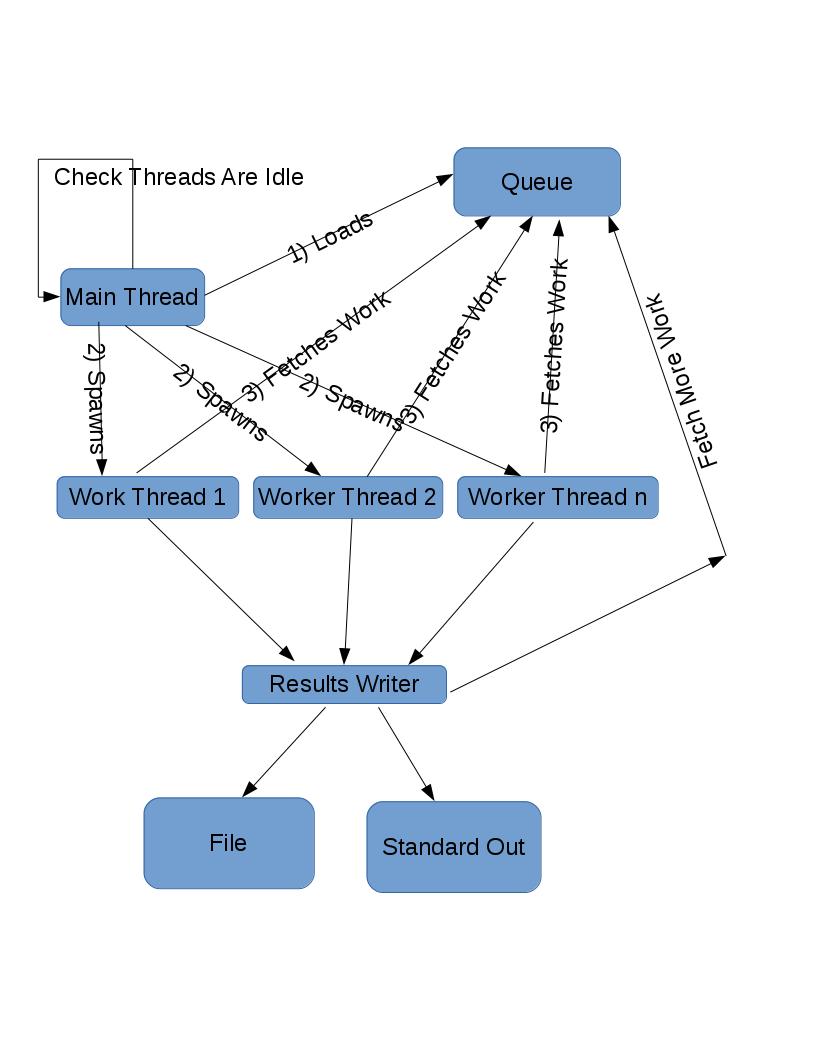 Queue
Check Threads Are Idle
1) Loads
Main Thread
3) Fetches Work
3) Fetches Work
3) Fetches Work
Fetch More Work
2) Spawns
2) Spawns
2) Spawns
Work Thread 1
Worker Thread 2
Worker Thread n
Results Writer
File
Standard Out